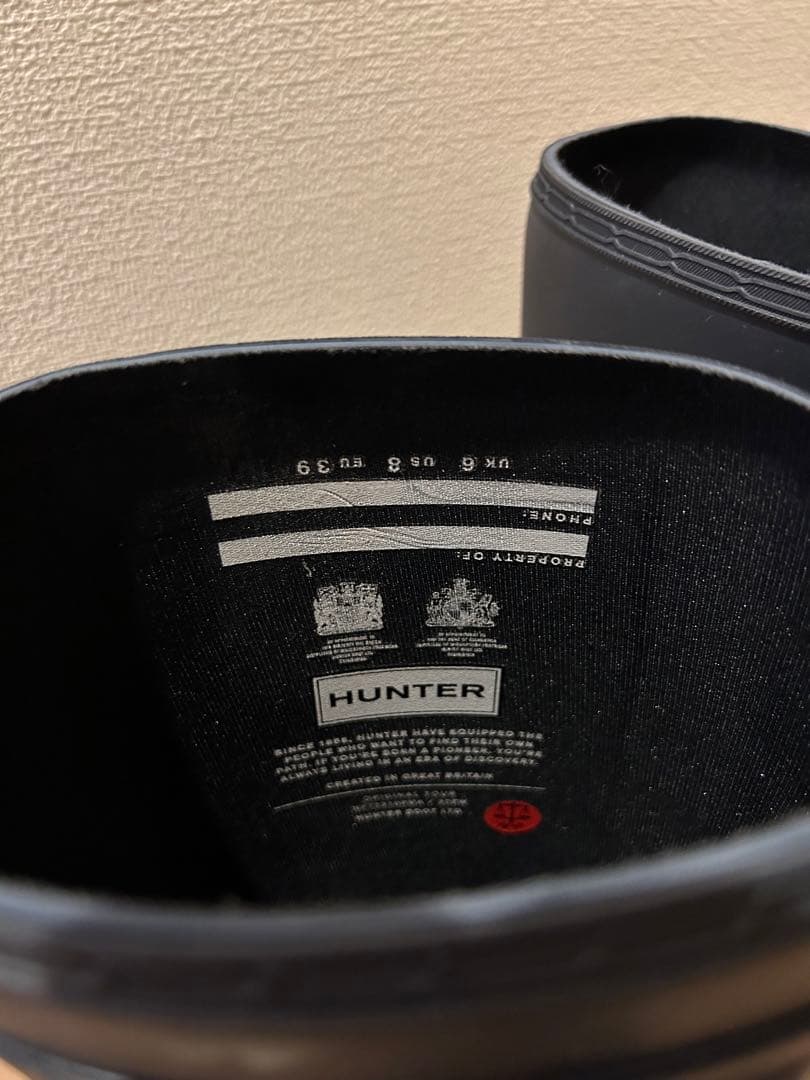 UK 6 US 8 EU 39
PHONE:
PROPERTY OF:
HUNTER
SINCE 1856, HUNTER HAVE EQUIPPED THE
PEOPLE WHO WANT TO FIND THEIR OWN
PATH. IF YOU'RE BORN A PIONEER, YOU'RE
ALWAYS LIVING IN AN ERA OF DISCOVERY.
CREATED IN GREAT BRITAIN
ORIGINAL TOUR
HUNTER BOOT LTD